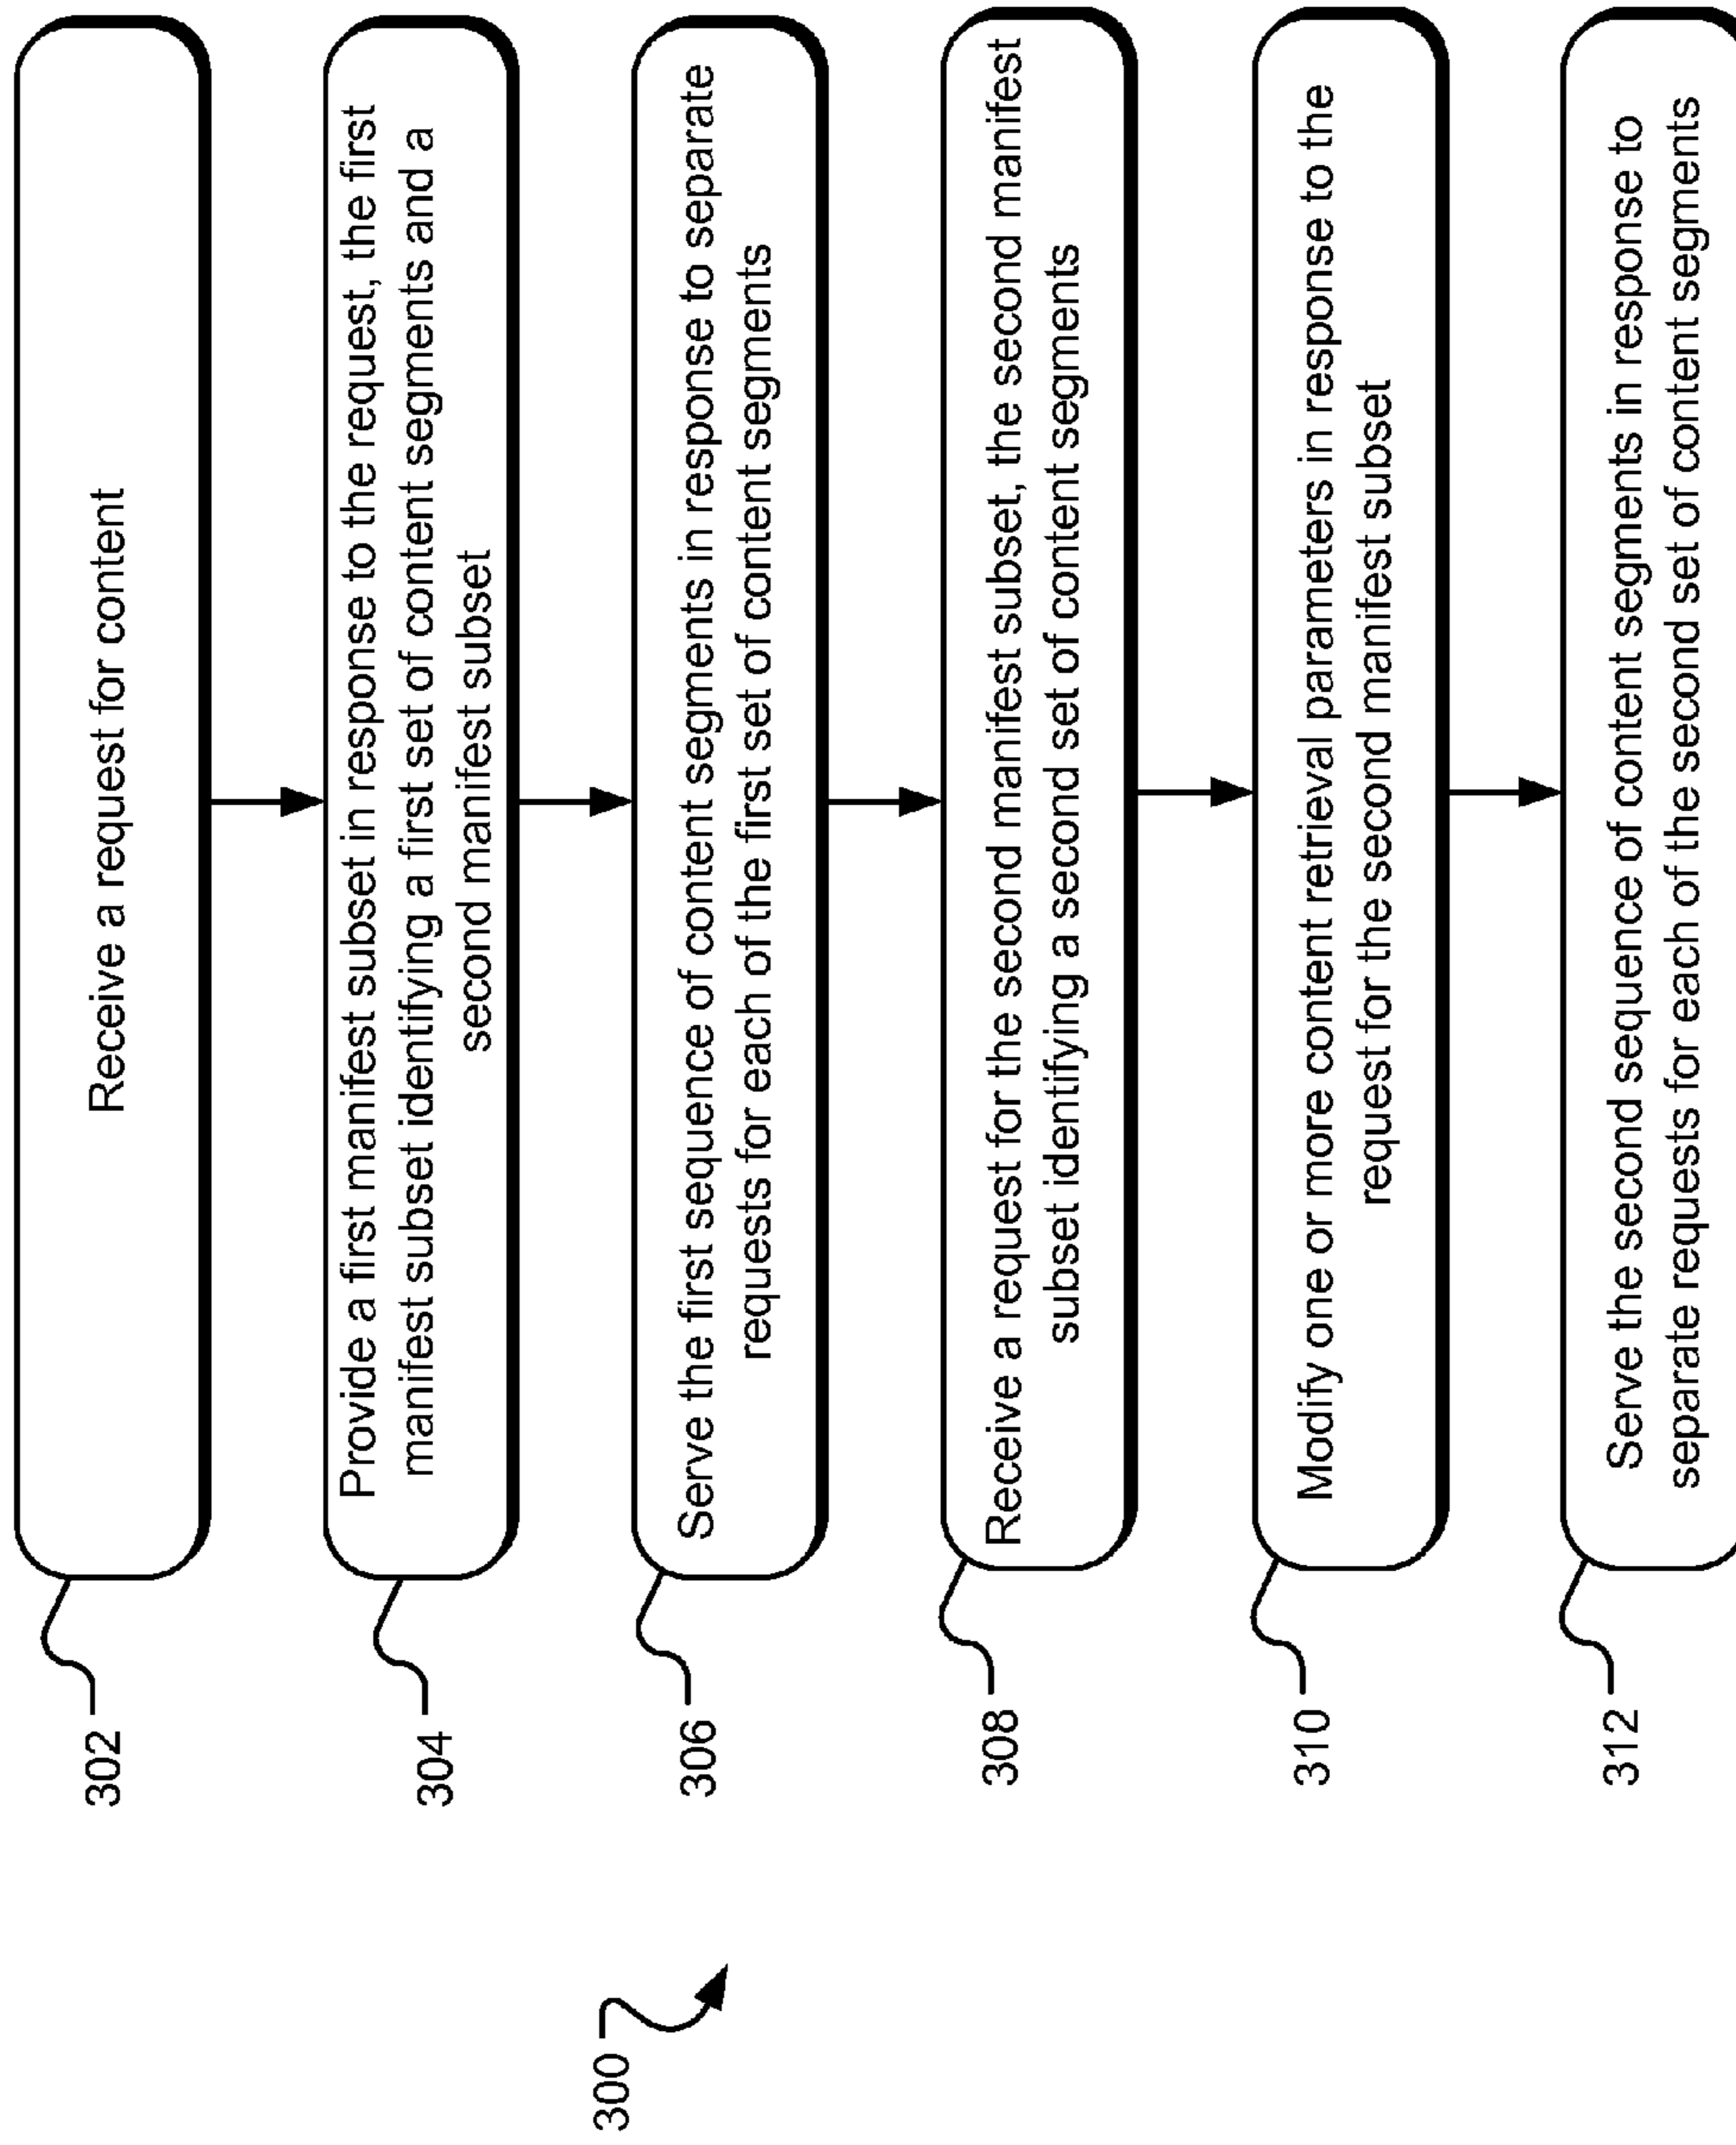 300
302
Receive a request for content
304
Provide a first manifest subset in response to the request, the first
manifest subset identifying a first set of content segments and a
second manifest subset
306
Serve the first sequence of content segments in response to separate
requests for each of the first set of content segments
308
Receive a request for the second manifest subset, the second manifest
subset identifying a second set of content segments
310
Modify one or more content retrieval parameters in response to the
request for the second manifest subset
312
Serve the second sequence of content segments in response to
separate requests for each of the second set of content segments